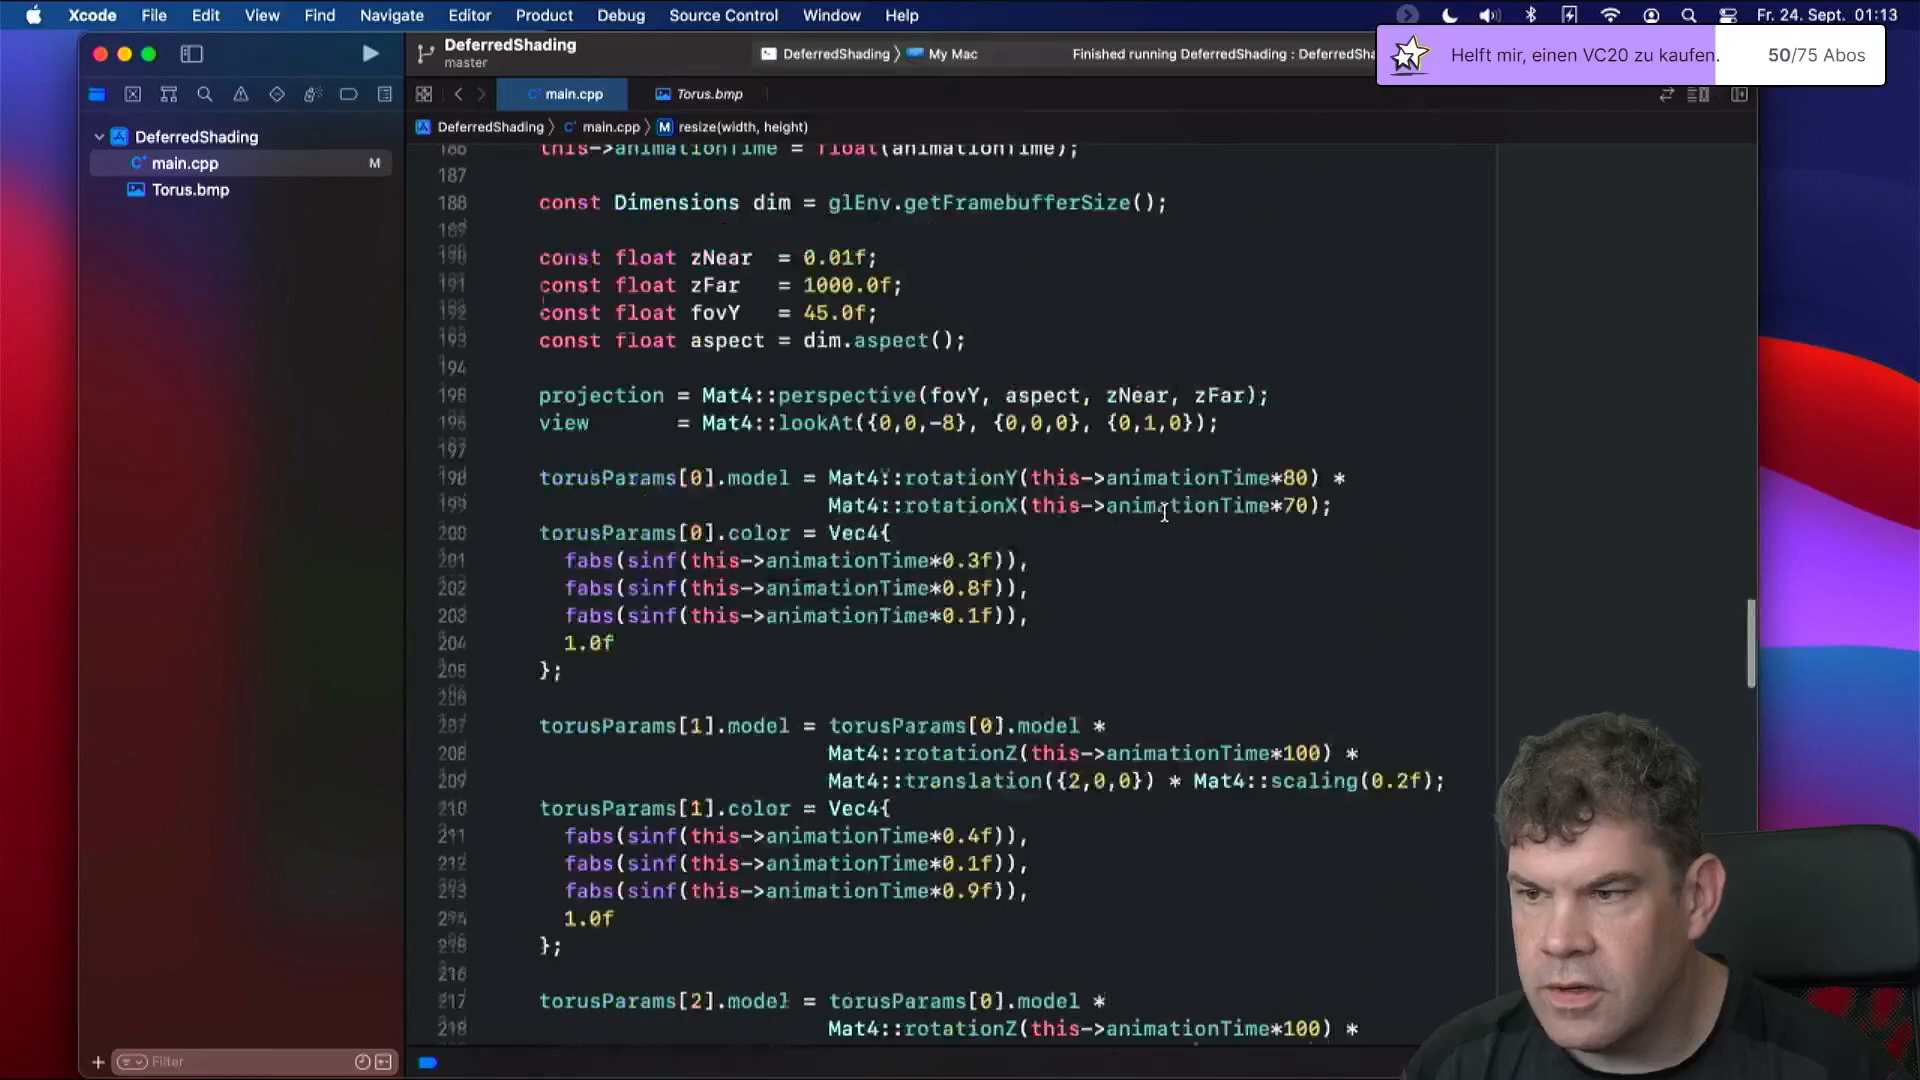 Xcode File Edit View Find Navigate Editor Product Debug Source Control Window Help Fr. 24. Sept. 01:13
Helft mir, einen VC20 zu kaufen. 50/75 Abos
DeferredShading
master
DeferredShading My Mac
Finished running DeferredShading : DeferredSha
main.cpp Torus.bmp
DeferredShading main.cpp M resize(width, height)
DeferredShading
main.cpp M
Torus.bmp
186 this->animationTime = float(animationTime);
187
188 const Dimensions dim = glEnv.getFramebufferSize();
189
190 const float zNear  = 0.01f;
191 const float zFar   = 1000.0f;
192 const float fovY   = 45.0f;
193 const float aspect = dim.aspect();
194
195 projection = Mat4::perspective(fovY, aspect, zNear, zFar);
196 view       = Mat4::lookAt({0,0,-8}, {0,0,0}, {0,1,0});
197
198 torusParams[0].model = Mat4::rotationY(this->animationTime*80) *
199 Mat4::rotationX(this->animationTime*70);
200 torusParams[0].color = Vec4{
201 fabs(sinf(this->animationTime*0.3f)),
202 fabs(sinf(this->animationTime*0.8f)),
203 fabs(sinf(this->animationTime*0.1f)),
204 1.0f
205 };
206
207 torusParams[1].model = torusParams[0].model *
208 Mat4::rotationZ(this->animationTime*100) *
209 Mat4::translation({2,0,0}) * Mat4::scaling(0.2f);
210 torusParams[1].color = Vec4{
211 fabs(sinf(this->animationTime*0.4f)),
212 fabs(sinf(this->animationTime*0.1f)),
213 fabs(sinf(this->animationTime*0.9f)),
214 1.0f
215 };
216
217 torusParams[2].model = torusParams[0].model *
218 Mat4::rotationZ(this->animationTime*100) *
Filter